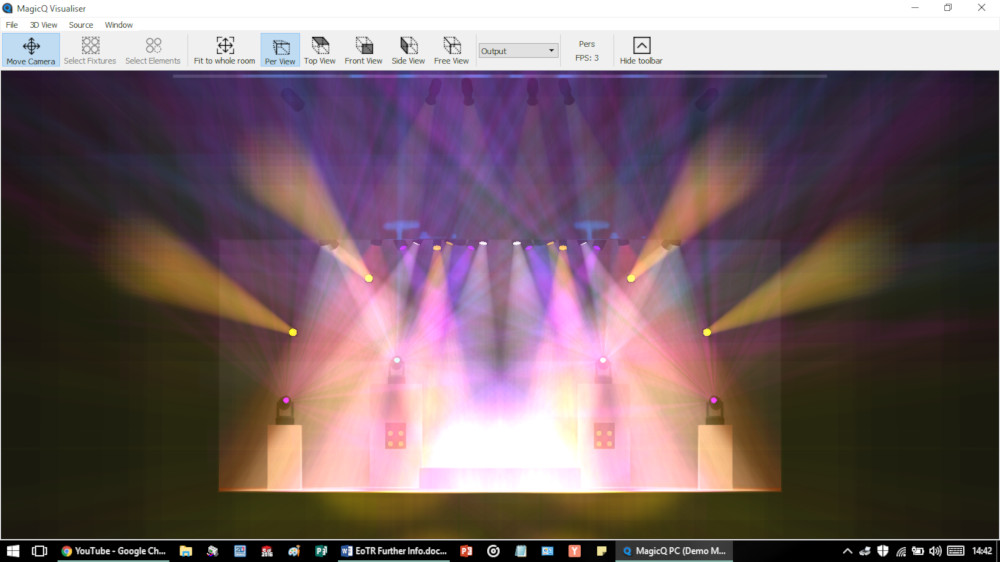 MagicQ Visualiser
File 3D View Source Window
Move Camera Select Fixtures Select Elements Fit to whole room Per View Top View Front View Side View Free View Output Pers FPS: 3 Hide toolbar
YouTube - Google Ch... EoTR Further Info.doc... MagicQ PC (Demo M... 14:42